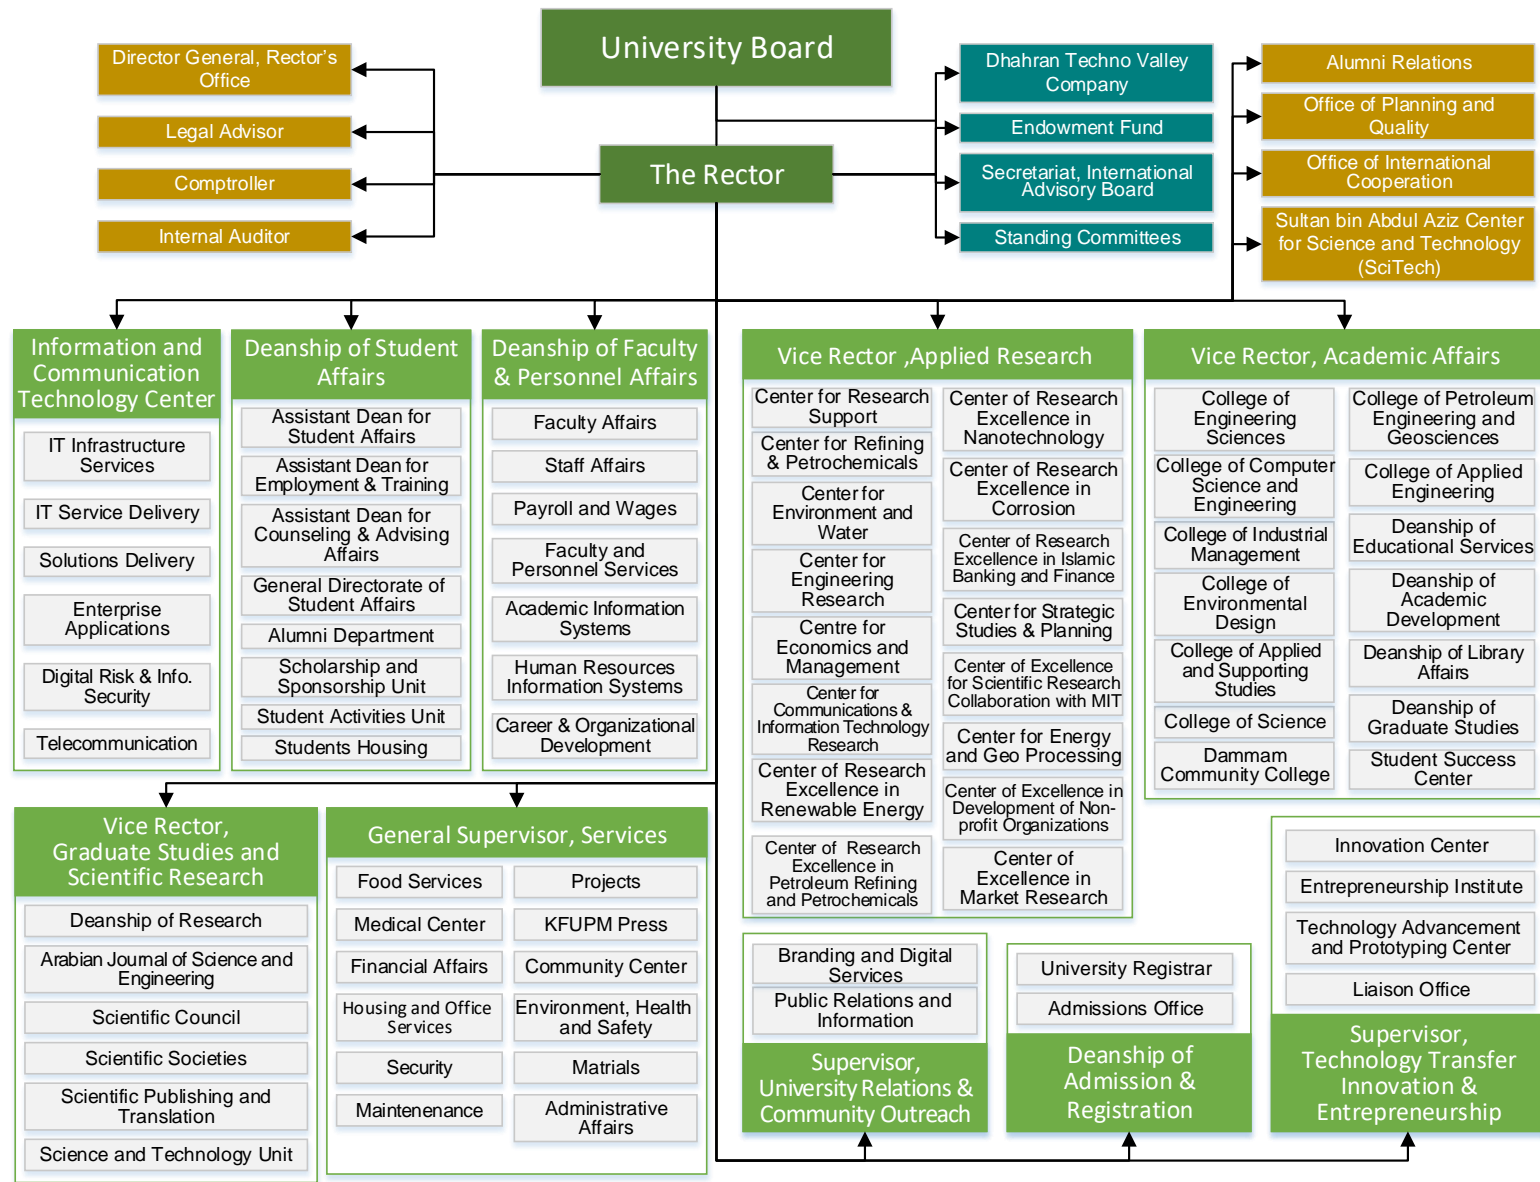 University Board
The Rector
Director General, Rector's
Office
Legal Advisor
Comptroller
Internal Auditor
Dhahran Techno Valley
Company
Endowment Fund
Secretariat, International
Advisory Board
Standing Committees
Alumni Relations
Office of Planning and
Quality
Office of International
Cooperation
Sultan bin Abdul Aziz Center
for Science and Technology
(SciTech)
Information and
Communication
Technology Center
IT Infrastructure
Services
IT Service Delivery
Solutions Delivery
Enterprise
Applications
Digital Risk & Info.
Security
Telecommunication
Deanship of Student
Affairs
Assistant Dean for
Student Affairs
Assistant Dean for
Employment & Training
Assistant Dean for
Counseling & Advising
Affairs
General Directorate of
Student Affairs
Alumni Department
Scholarship and
Sponsorship Unit
Student Activities Unit
Students Housing
Deanship of Faculty
& Personnel Affairs
Faculty Affairs
Staff Affairs
Payroll and Wages
Faculty and
Personnel Services
Academic Information
Systems
Human Resources
Information Systems
Career & Organizational
Development
Vice Rector ,Applied Research
Center for Research
Support
Center for Refining
& Petrochemicals
Center for
Environment and
Water
Center for
Engineering
Research
Centre for
Economics and
Management
Center for
Communications &
Information Technology
Research
Center of Research
Excellence in
Renewable Energy
Center of Research
Excellence in
Petroleum Refining
and Petrochemicals
Center of Research
Excellence in
Nanotechnology
Center of Research
Excellence in
Corrosion
Center of Research
Excellence in Islamic
Banking and Finance
Center for Strategic
Studies & Planning
Center of Excellence
for Scientific Research
Collaboration with MIT
Center for Energy
and Geo Processing
Center of Excellence in
Development of Non-
profit Organizations
Center of
Excellence in
Market Research
Vice Rector, Academic Affairs
College of
Engineering
Sciences
College of Computer
Science and
Engineering
College of Industrial
Management
College of
Environmental
Design
College of Applied
and Supporting
Studies
College of Science
Dammam
Community College
College of Petroleum
Engineering and
Geosciences
College of Applied
Engineering
Deanship of
Educational Services
Deanship of
Academic
Development
Deanship of Library
Affairs
Deanship of
Graduate Studies
Student Success
Center
Vice Rector,
Graduate Studies and
Scientific Research
Deanship of Research
Arabian Journal of Science and
Engineering
Scientific Council
Scientific Societies
Scientific Publishing and
Translation
Science and Technology Unit
General Supervisor, Services
Food Services
Medical Center
Financial Affairs
Housing and Office
Services
Security
Maintenenance
Projects
KFUPM Press
Community Center
Environment, Health
and Safety
Matrials
Administrative
Affairs
Branding and Digital
Services
Public Relations and
Information
Supervisor,
University Relations &
Community Outreach
University Registrar
Admissions Office
Deanship of
Admission &
Registration
Innovation Center
Entrepreneurship Institute
Technology Advancement
and Prototyping Center
Liaison Office
Supervisor,
Technology Transfer
Innovation &
Entrepreneurship